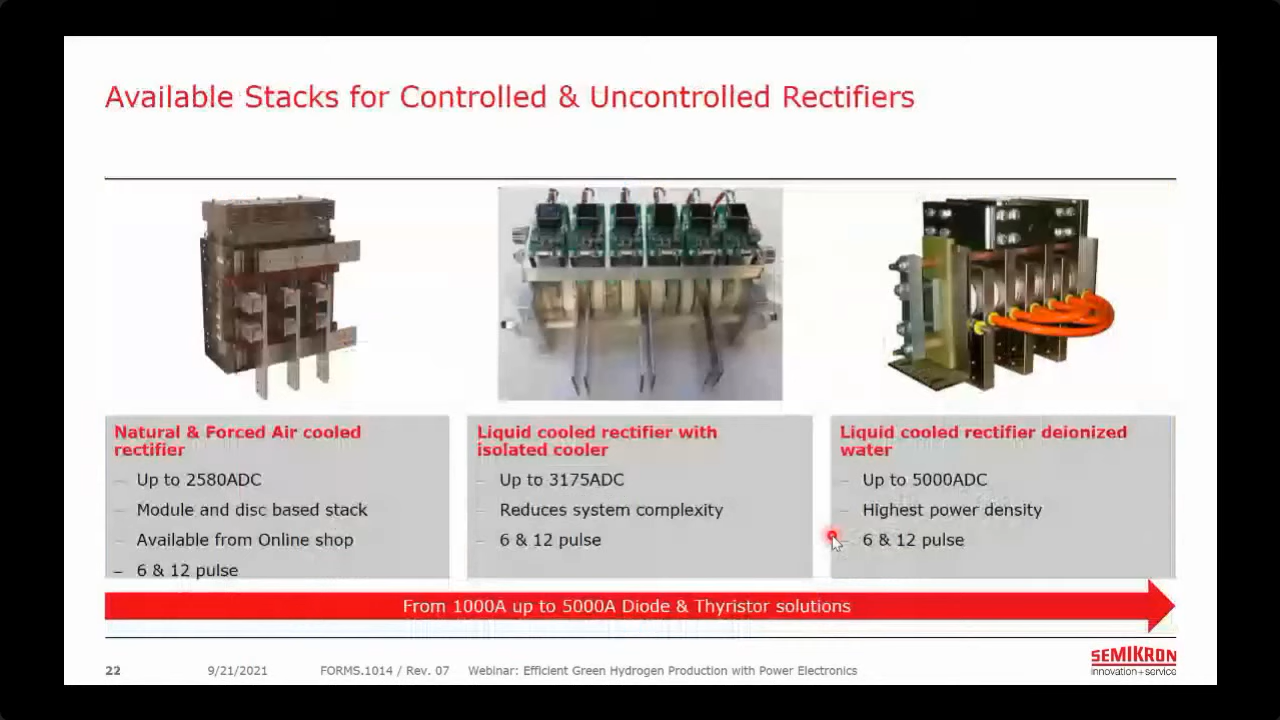 Available Stacks for Controlled & Uncontrolled Rectifiers
Natural & Forced Air cooled
rectifier
– Up to 2580ADC
– Module and disc based stack
– Available from Online shop
– 6 & 12 pulse
Liquid cooled rectifier with
isolated cooler
– Up to 3175ADC
– Reduces system complexity
– 6 & 12 pulse
Liquid cooled rectifier deionized
water
– Up to 5000ADC
– Highest power density
– 6 & 12 pulse
From 1000A up to 5000A Diode & Thyristor solutions
22 9/21/2021 FORMS.1014 / Rev. 07 Webinar: Efficient Green Hydrogen Production with Power Electronics
SEMIKRON
innovation+service